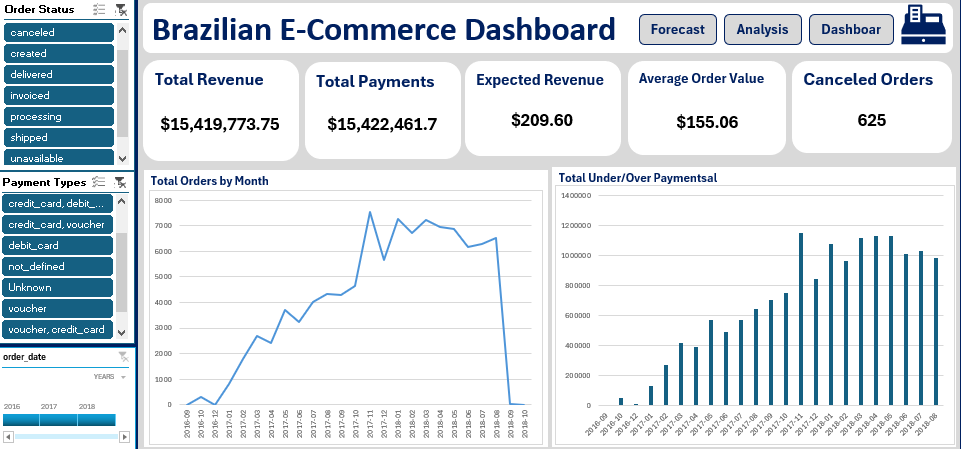 Order Status
canceled
created
delivered
invoiced
processing
shipped
unavailable
Payment Types
credit_card, debit_...
credit_card, voucher
debit_card
not_defined
Unknown
voucher
voucher, credit_card
order_date
YEARS
2016 2017 2018
Brazilian E-Commerce Dashboard
Forecast Analysis Dashboar
Total Revenue
$15,419,773.75
Total Payments
$15,422,461.7
Expected Revenue
$209.60
Average Order Value
$155.06
Canceled Orders
625
Total Orders by Month
8000
7000
6000
5000
4000
3000
2000
1000
0
2016-09 2016-10 2016-12 2017-01 2017-02 2017-03 2017-04 2017-05 2017-06 2017-07 2017-08 2017-09 2017-10 2017-11 2017-12 2018-01 2018-02 2018-03 2018-04 2018-05 2018-06 2018-07 2018-08 2018-09 2018-10
Total Under/Over Paymentsal
1400000
1200000
1000000
800000
600000
400000
200000
0
2016-09 2016-10 2016-12 2017-01 2017-02 2017-03 2017-04 2017-05 2017-06 2017-07 2017-08 2017-09 2017-10 2017-11 2017-12 2018-01 2018-02 2018-03 2018-04 2018-05 2018-06 2018-07 2018-08